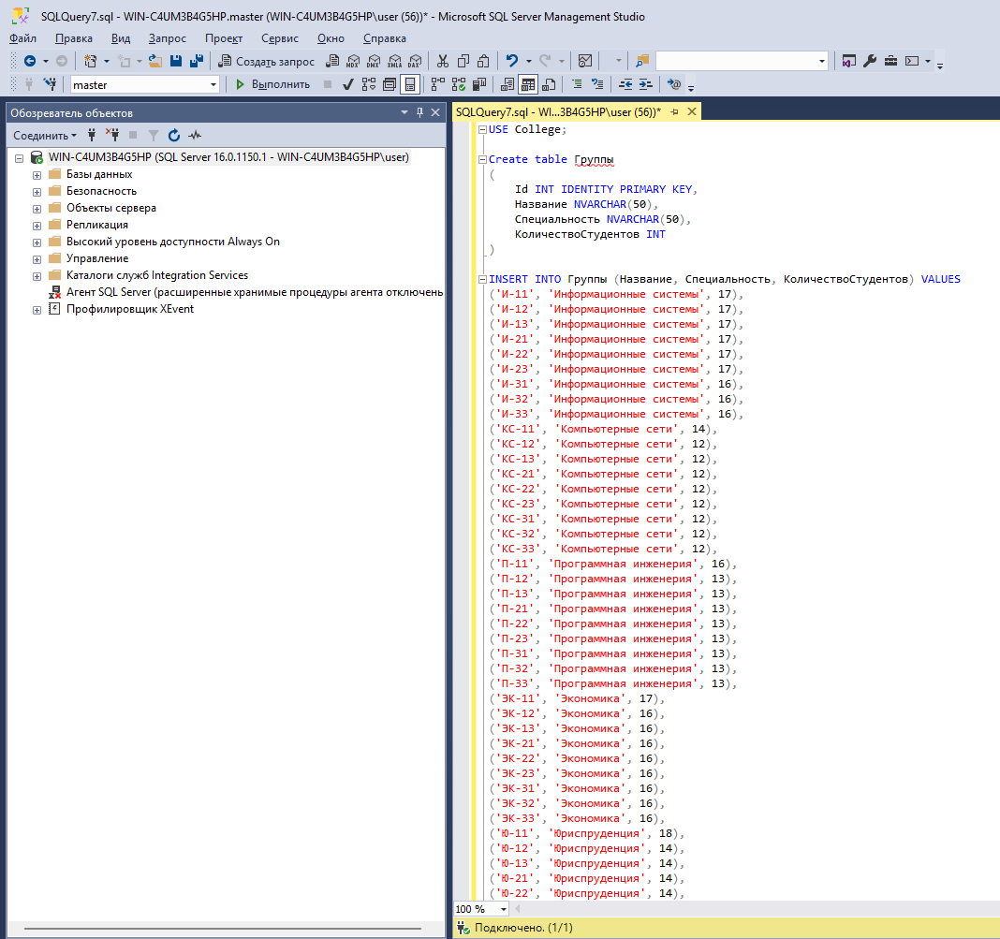 SQLQuery7.sql - WIN-C4UM3B4G5HP.master (WIN-C4UM3B4G5HP\user (56))* - Microsoft SQL Server Management Studio
Файл Правка Вид Запрос Проект Сервис Окно Справка
Создать запрос MDX DMX XMLA DAX
master Выполнить
Обозреватель объектов
SQLQuery7.sql - WI...3B4G5HP\user (56))*
Соединить
WIN-C4UM3B4G5HP (SQL Server 16.0.1150.1 - WIN-C4UM3B4G5HP\user)
Базы данных
Безопасность
Объекты сервера
Репликация
Высокий уровень доступности Always On
Управление
Каталоги служб Integration Services
Агент SQL Server (расширенные хранимые процедуры агента отключень
Профилировщик XEvent
USE College;
Create table Группы
(
Id INT IDENTITY PRIMARY KEY,
Название NVARCHAR(50),
Специальность NVARCHAR(50),
КоличествоСтудентов INT
)
INSERT INTO Группы (Название, Специальность, КоличествоСтудентов) VALUES
('И-11', 'Информационные системы', 17),
('И-12', 'Информационные системы', 17),
('И-13', 'Информационные системы', 17),
('И-21', 'Информационные системы', 17),
('И-22', 'Информационные системы', 17),
('И-23', 'Информационные системы', 17),
('И-31', 'Информационные системы', 16),
('И-32', 'Информационные системы', 16),
('И-33', 'Информационные системы', 16),
('КС-11', 'Компьютерные сети', 14),
('КС-12', 'Компьютерные сети', 12),
('КС-13', 'Компьютерные сети', 12),
('КС-21', 'Компьютерные сети', 12),
('КС-22', 'Компьютерные сети', 12),
('КС-23', 'Компьютерные сети', 12),
('КС-31', 'Компьютерные сети', 12),
('КС-32', 'Компьютерные сети', 12),
('КС-33', 'Компьютерные сети', 12),
('П-11', 'Программная инженерия', 16),
('П-12', 'Программная инженерия', 13),
('П-13', 'Программная инженерия', 13),
('П-21', 'Программная инженерия', 13),
('П-22', 'Программная инженерия', 13),
('П-23', 'Программная инженерия', 13),
('П-31', 'Программная инженерия', 13),
('П-32', 'Программная инженерия', 13),
('П-33', 'Программная инженерия', 13),
('ЭК-11', 'Экономика', 17),
('ЭК-12', 'Экономика', 16),
('ЭК-13', 'Экономика', 16),
('ЭК-21', 'Экономика', 16),
('ЭК-22', 'Экономика', 16),
('ЭК-23', 'Экономика', 16),
('ЭК-31', 'Экономика', 16),
('ЭК-32', 'Экономика', 16),
('ЭК-33', 'Экономика', 16),
('Ю-11', 'Юриспруденция', 18),
('Ю-12', 'Юриспруденция', 14),
('Ю-13', 'Юриспруденция', 14),
('Ю-21', 'Юриспруденция', 14),
('Ю-22', 'Юриспруденция', 14),
100 %
Подключено. (1/1)